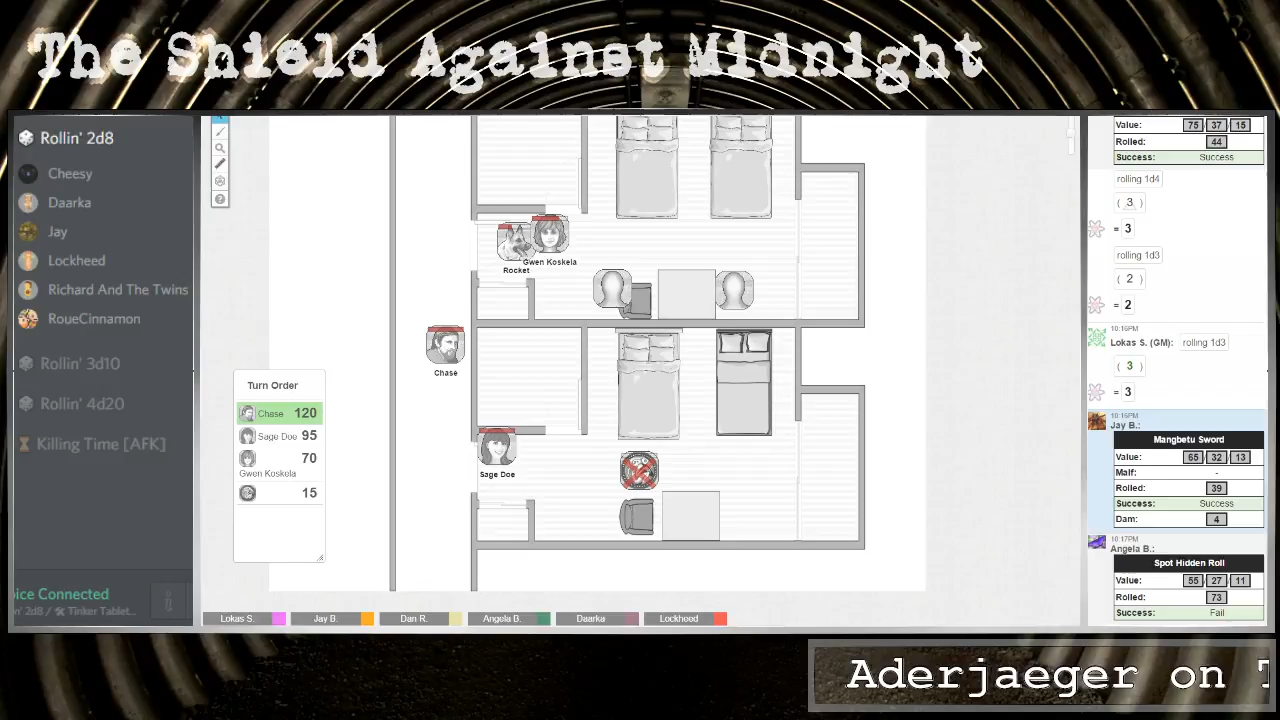 The Shield Against Midnight
Rollin' 2d8
Cheesy
Daarka
Jay
Lockheed
Richard And The Twins
RoueCinnamon
Rollin' 3d10
Rollin' 4d20
Killing Time [AFK]
oice Connected
n' 2d8 / Tinker Tablet...
Gwen Koskela
Rocket
Chase
Sage Doe
Turn Order
Chase 120
Sage Doe 95
70
Gwen Koskela
15
Lokas S.
Jay B.
Dan R.
Angela B.
Daarka
Lockheed
Value: 75 37 15
Rolled: 44
Success: Success
rolling 1d4
( 3 )
= 3
rolling 1d3
( 2 )
= 2
10:16PM
Lokas S. (GM): rolling 1d3
( 3 )
= 3
10:16PM
Jay B.:
Mangbetu Sword
Value: 65 32 13
Malf: -
Rolled: 39
Success: Success
Dam: 4
10:17PM
Angela B.:
Spot Hidden Roll
Value: 55 27 11
Rolled: 73
Success: Fail
Aderjaeger on